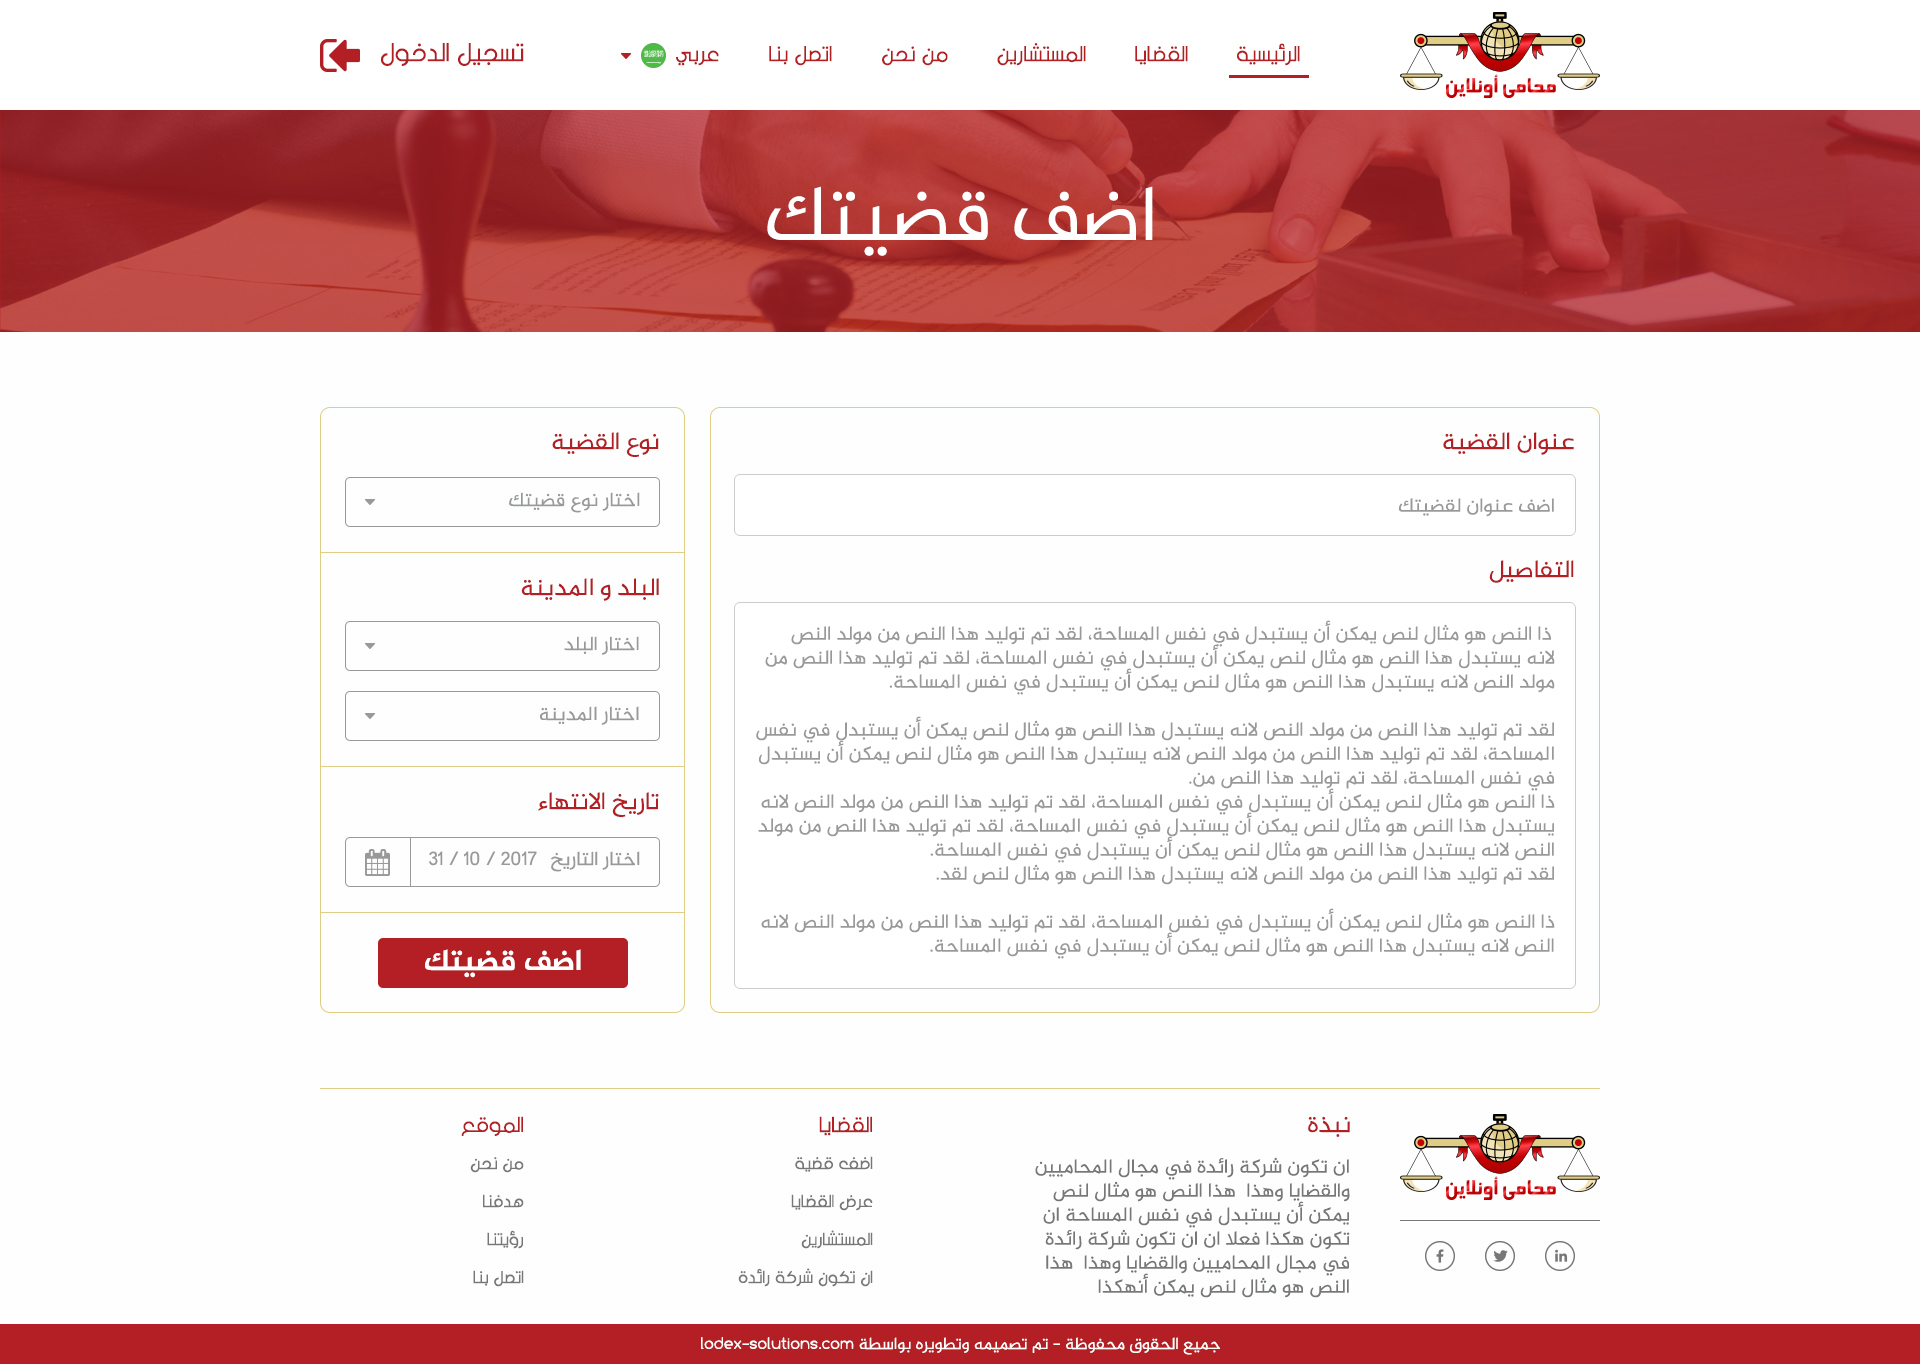 محامى أونلاين
الرئيسية
القضايا
المستشارين
من نحن
اتصل بنا
عربي
تسجيل الدخول
اضف قضيتك
عنوان القضية
اضف عنوان لقضيتك
التفاصيل
ذا النص هو مثال لنص يمكن أن يستبدل في نفس المساحة، لقد تم توليد هذا النص من مولد النص
لانه يستبدل هذا النص هو مثال لنص يمكن أن يستبدل في نفس المساحة، لقد تم توليد هذا النص من
مولد النص لانه يستبدل هذا النص هو مثال لنص يمكن أن يستبدل في نفس المساحة.
لقد تم توليد هذا النص من مولد النص لانه يستبدل هذا النص هو مثال لنص يمكن أن يستبدل في نفس
المساحة، لقد تم توليد هذا النص من مولد النص لانه يستبدل هذا النص هو مثال لنص يمكن أن يستبدل
في نفس المساحة، لقد تم توليد هذا النص من.
ذا النص هو مثال لنص يمكن أن يستبدل في نفس المساحة، لقد تم توليد هذا النص من مولد النص لانه
يستبدل هذا النص هو مثال لنص يمكن أن يستبدل في نفس المساحة، لقد تم توليد هذا النص من مولد
النص لانه يستبدل هذا النص هو مثال لنص يمكن أن يستبدل في نفس المساحة.
لقد تم توليد هذا النص من مولد النص لانه يستبدل هذا النص هو مثال لنص لقد.
ذا النص هو مثال لنص يمكن أن يستبدل في نفس المساحة، لقد تم توليد هذا النص من مولد النص لانه
النص لانه يستبدل هذا النص هو مثال لنص يمكن أن يستبدل في نفس المساحة.
نوع القضية
اختار نوع قضيتك
البلد و المدينة
اختار البلد
اختار المدينة
تاريخ الانتهاء
اختار التاريخ 31 / 10 / 2017
اضف قضيتك
محامى أونلاين
نبذة
ان تكون شركة رائدة في مجال المحاميين
والقضايا وهذا هذا النص هو مثال لنص
يمكن أن يستبدل في نفس المساحة ان
تكون هكذا فعلا ان ان تكون شركة رائدة
في مجال المحاميين والقضايا وهذا هذا
النص هو مثال لنص يمكن أنهكذا
القضايا
اضف قضية
عرض القضايا
المستشارين
ان تكون شركة رائدة
الموقع
من نحن
هدفنا
رؤيتنا
اتصل بنا
جميع الحقوق محفوظة - تم تصميمه وتطويره بواسطة lodex-solutions.com